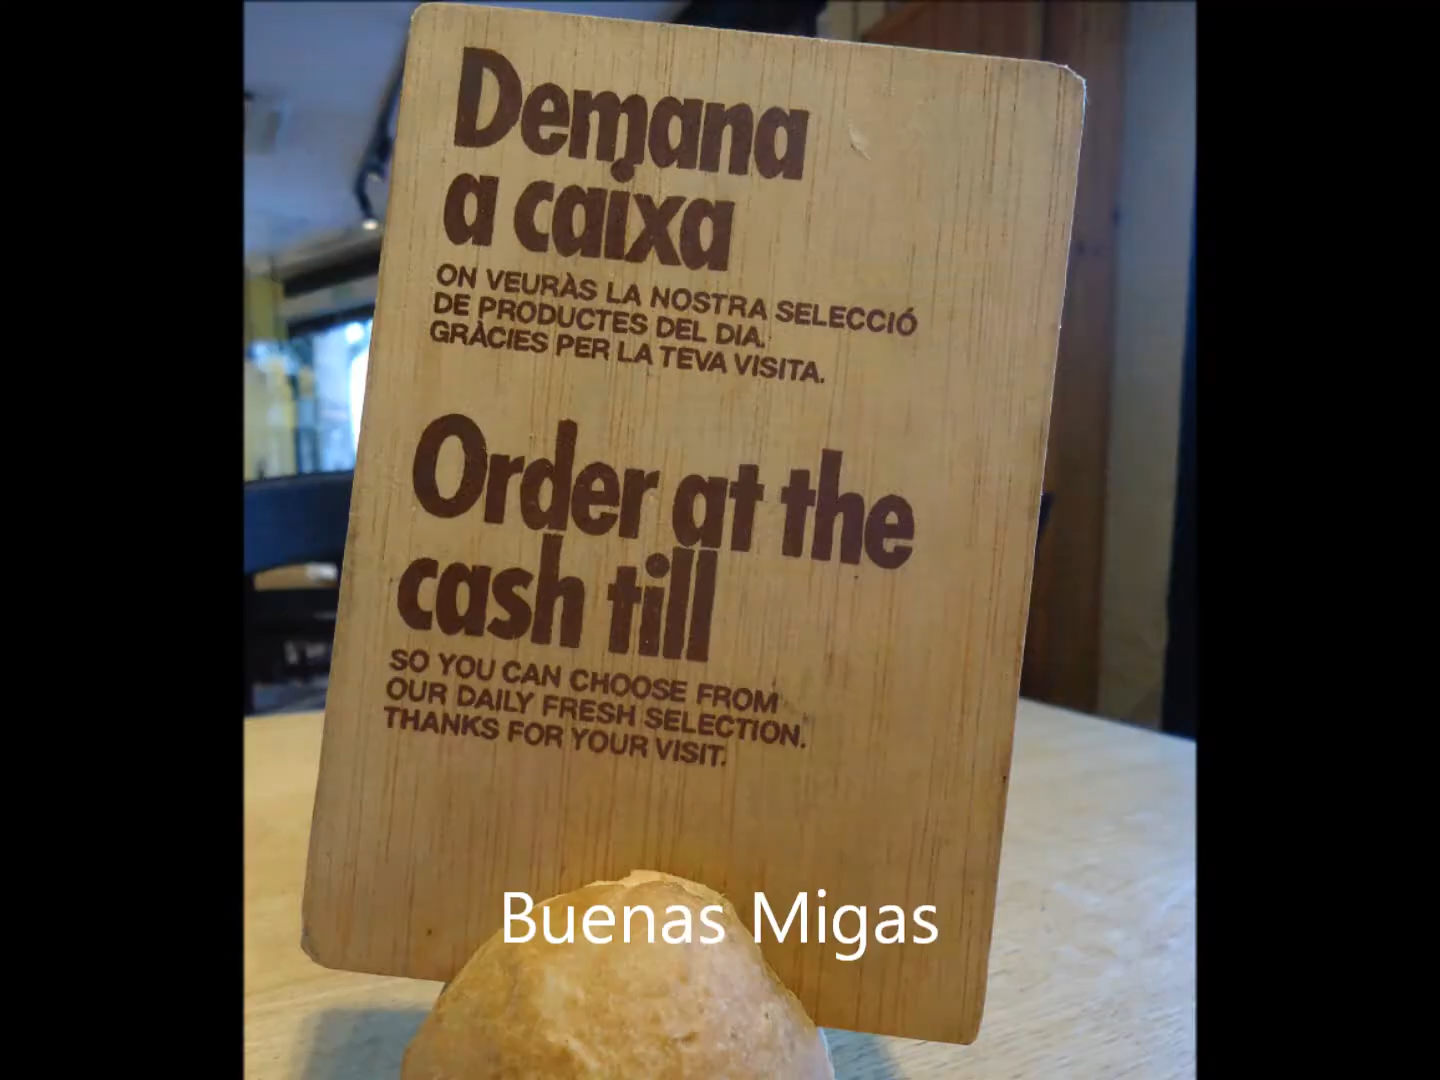 Demana
a caixa
ON VEURÀS LA NOSTRA SELECCIÓ
DE PRODUCTES DEL DIA.
GRÀCIES PER LA TEVA VISITA.
Order at the
cash till
SO YOU CAN CHOOSE FROM
OUR DAILY FRESH SELECTION.
THANKS FOR YOUR VISIT.
Buenas Migas